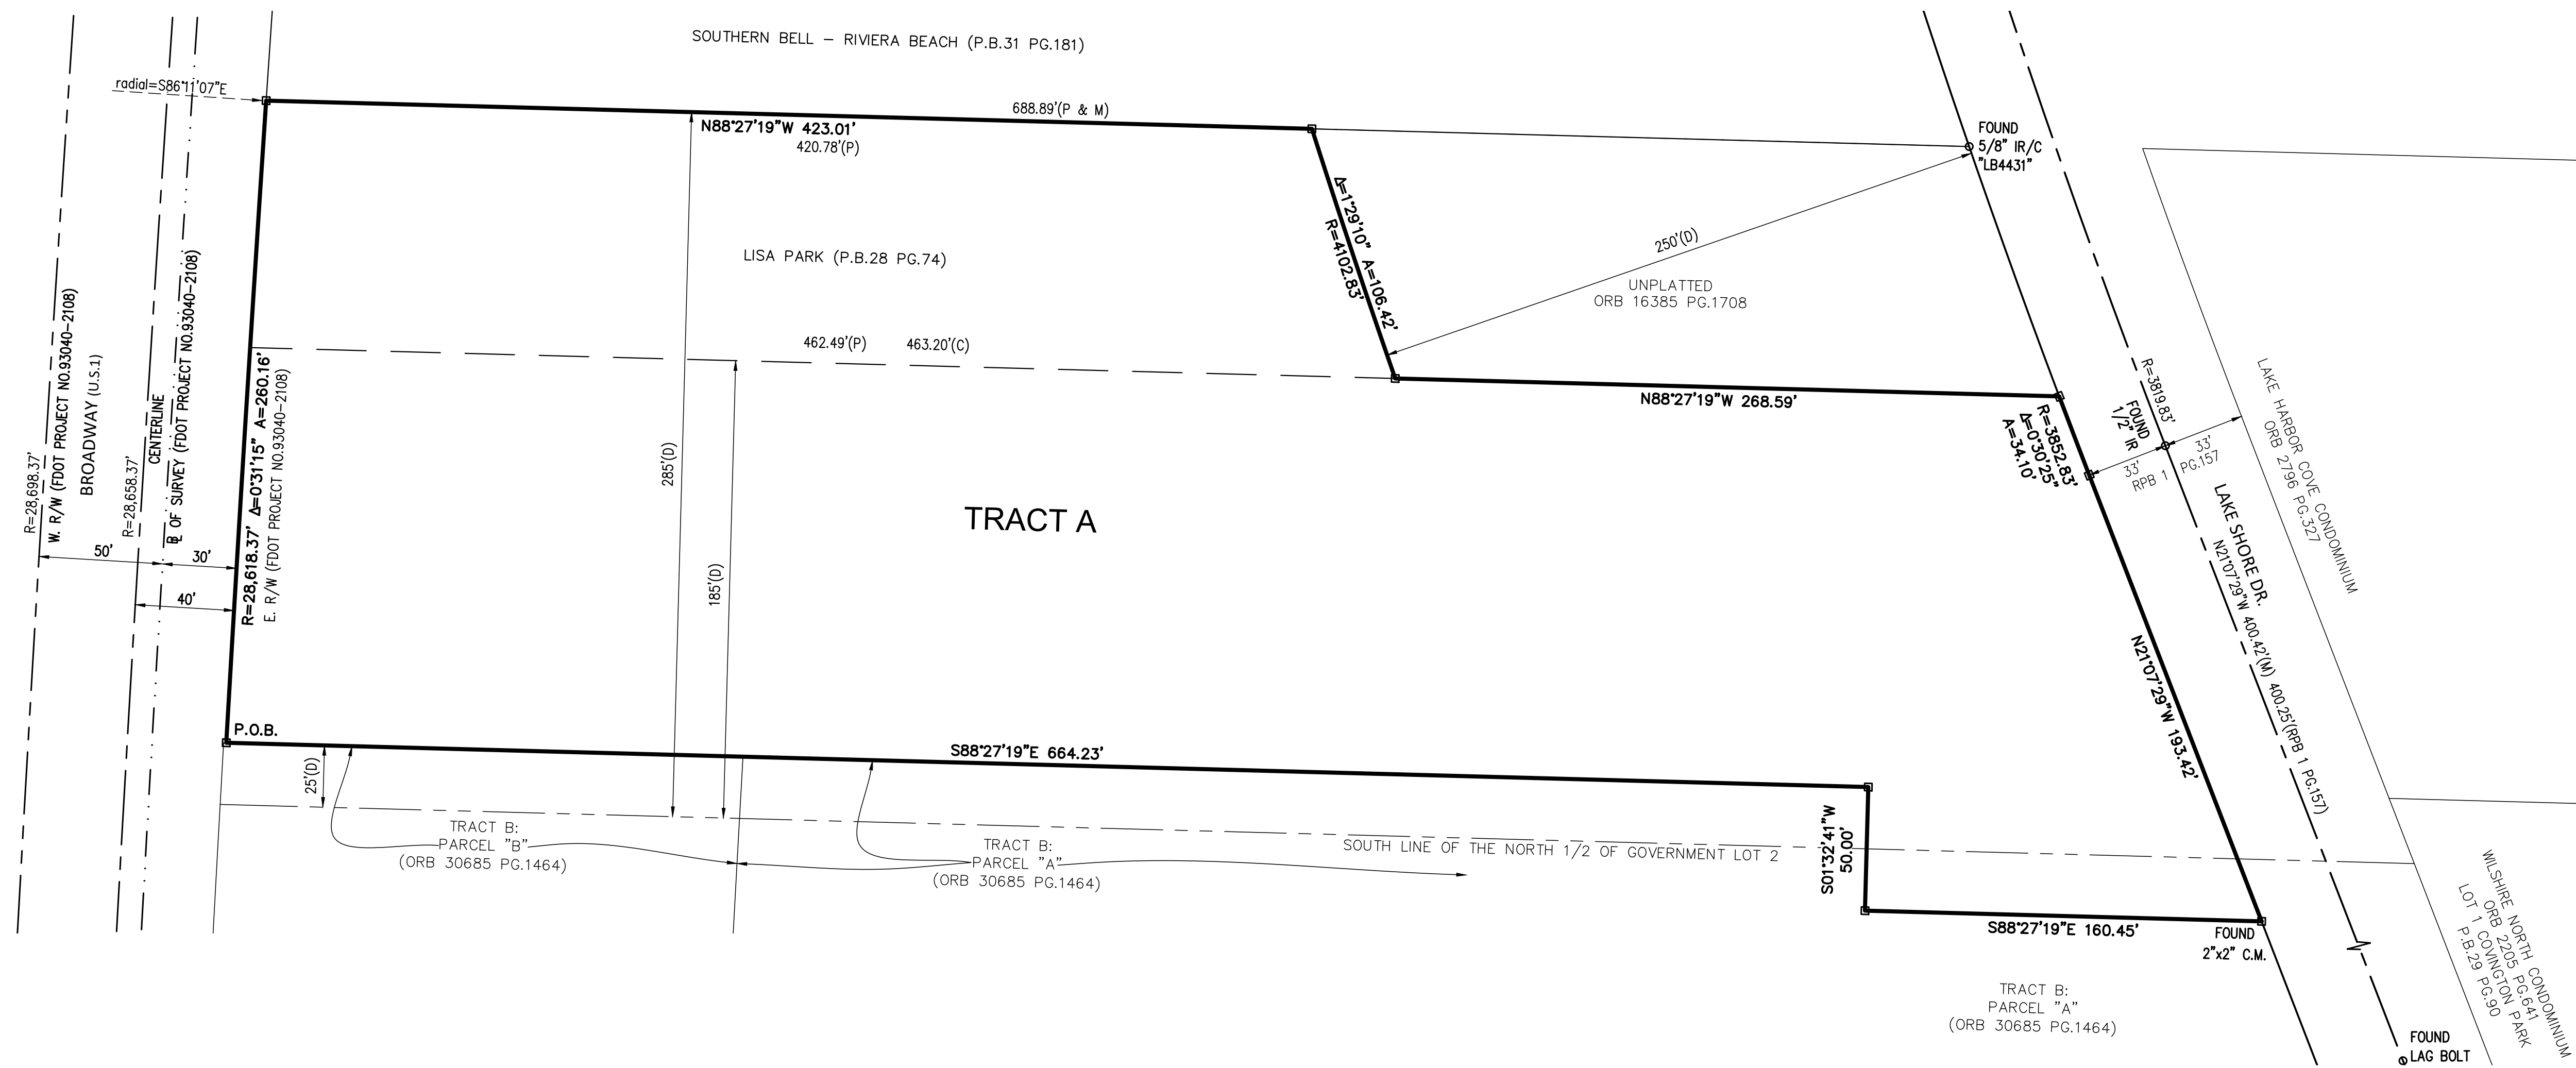 SOUTHERN BELL – RIVIERA BEACH (P.B.31 PG.181)
radial=S86°11'07"E
688.89'(P & M)
N88°27'19"W 423.01'
420.78'(P)
FOUND
5/8" IR/C
"LB4431"
Δ=1°29'10" A=106.42'
R=4102.83'
250'(D)
LISA PARK (P.B.28 PG.74)
UNPLATTED
ORB 16385 PG.1708
462.49'(P) 463.20'(C)
N88°27'19"W 268.59'
R=28,698.37'
W. R/W (FDOT PROJECT NO.93040-2108)
BROADWAY (U.S.1)
R=28,658.37'
CENTERLINE
BL OF SURVEY (FDOT PROJECT NO.93040-2108)
R=28,618.37' Δ=0°31'15" A=260.16'
E. R/W (FDOT PROJECT NO.93040-2108)
50'
30'
40'
285'(D)
185'(D)
TRACT A
R=3852.83'
Δ=0°30'25"
A=34.10'
R=3819.83'
FOUND
1/2" IR
33'
33'
RPB 1 PG.157
LAKE HARBOR COVE CONDOMINIUM
ORB 2796 PG.327
LAKE SHORE DR.
N21°07'29"W 400.42'(M) 400.25'(RPB 1 PG.157)
N21°07'29"W 193.42'
P.O.B.
25'(D)
S88°27'19"E 664.23'
TRACT B:
PARCEL "B"
(ORB 30685 PG.1464)
TRACT B:
PARCEL "A"
(ORB 30685 PG.1464)
SOUTH LINE OF THE NORTH 1/2 OF GOVERNMENT LOT 2
S01°32'41"W
50.00'
S88°27'19"E 160.45'
FOUND
2"x2" C.M.
TRACT B:
PARCEL "A"
(ORB 30685 PG.1464)
WILSHIRE NORTH CONDOMINIUM
ORB 2205 PG.641
LOT 1 COVINGTON PARK
P.B.29 PG.90
FOUND
LAG BOLT